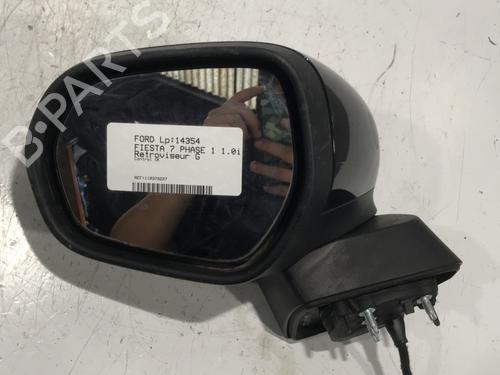 B-PARTS
FORD Lp:14354
FIESTA 7 PHASE 1 1.0i
Retroviseur G